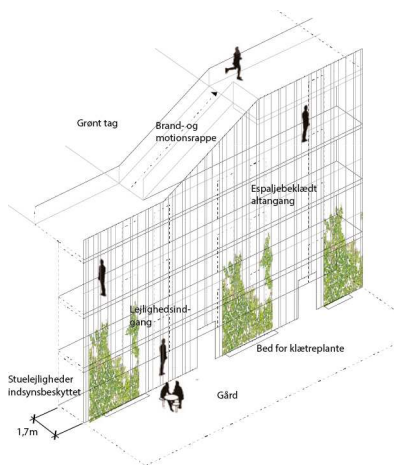 Grønt tag
Brand- og
motionsrappe
Espaljebeklædt
altangang
Lejlighedsind-
gang
Bed for klætreplante
Stuelejligheder
indsynsbeskyttet
Gård
1,7m